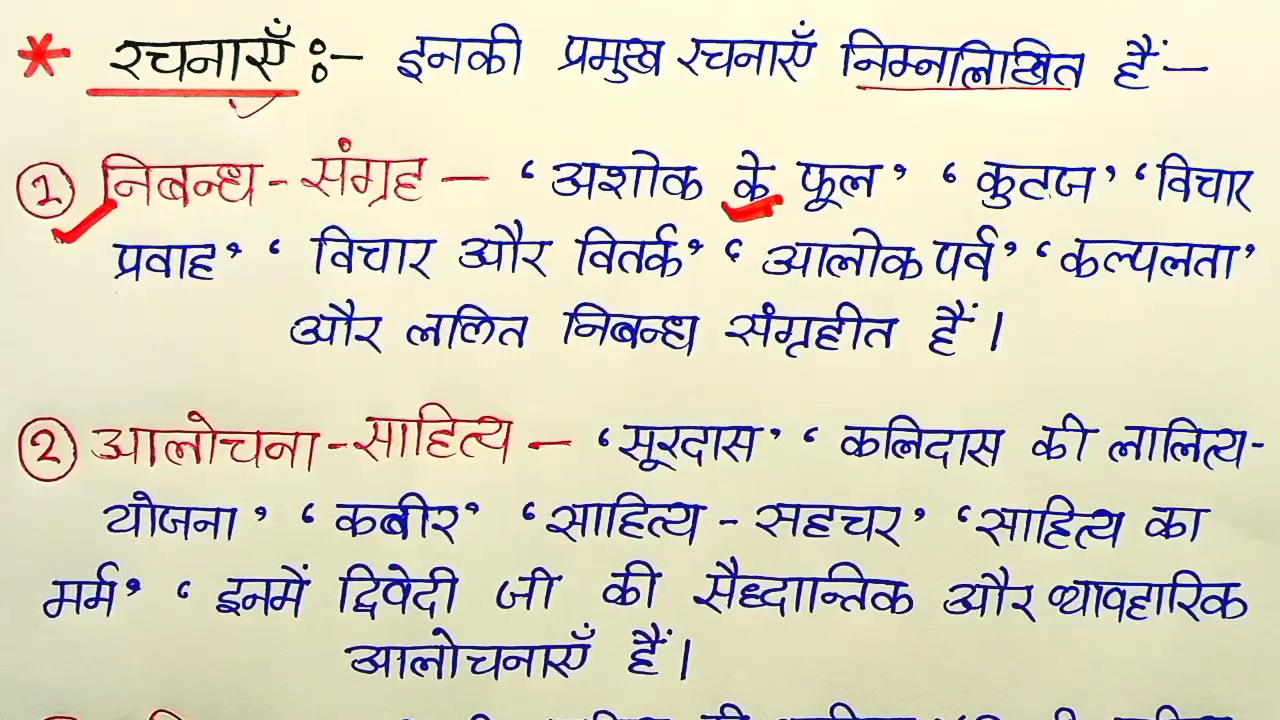 * रचनाएँ :- इनकी प्रमुख रचनाएँ निम्नलिखित हैं -
① निबन्ध - संग्रह - ‘अशोक के फूल’ ‘कुटज’ ‘विचार
प्रवाह’ ‘विचार और वितर्क’ ‘आलोक पर्व’ ‘कल्पलता’
और ललित निबन्ध संग्रहीत हैं।
② आलोचना - साहित्य - ‘सूरदास’ ‘कलिदास की लालित्य-
योजना’ ‘कबीर’ ‘साहित्य - सहचर’ ‘साहित्य का
मर्म’ ‘इनमें द्विवेदी जी की सैद्धान्तिक और व्यावहारिक
आलोचनाएँ हैं।